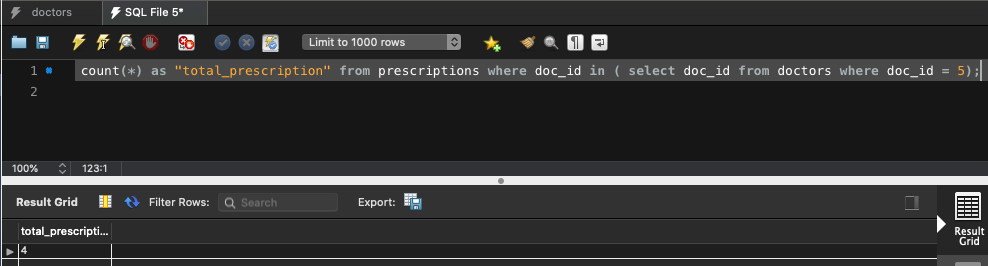 doctors
SQL File 5*
Limit to 1000 rows
1 count(*) as "total_prescription" from prescriptions where doc_id in ( select doc_id from doctors where doc_id = 5);
2
100% 123:1
Result Grid Filter Rows: Search Export:
total_prescripti...
4
Result
Grid